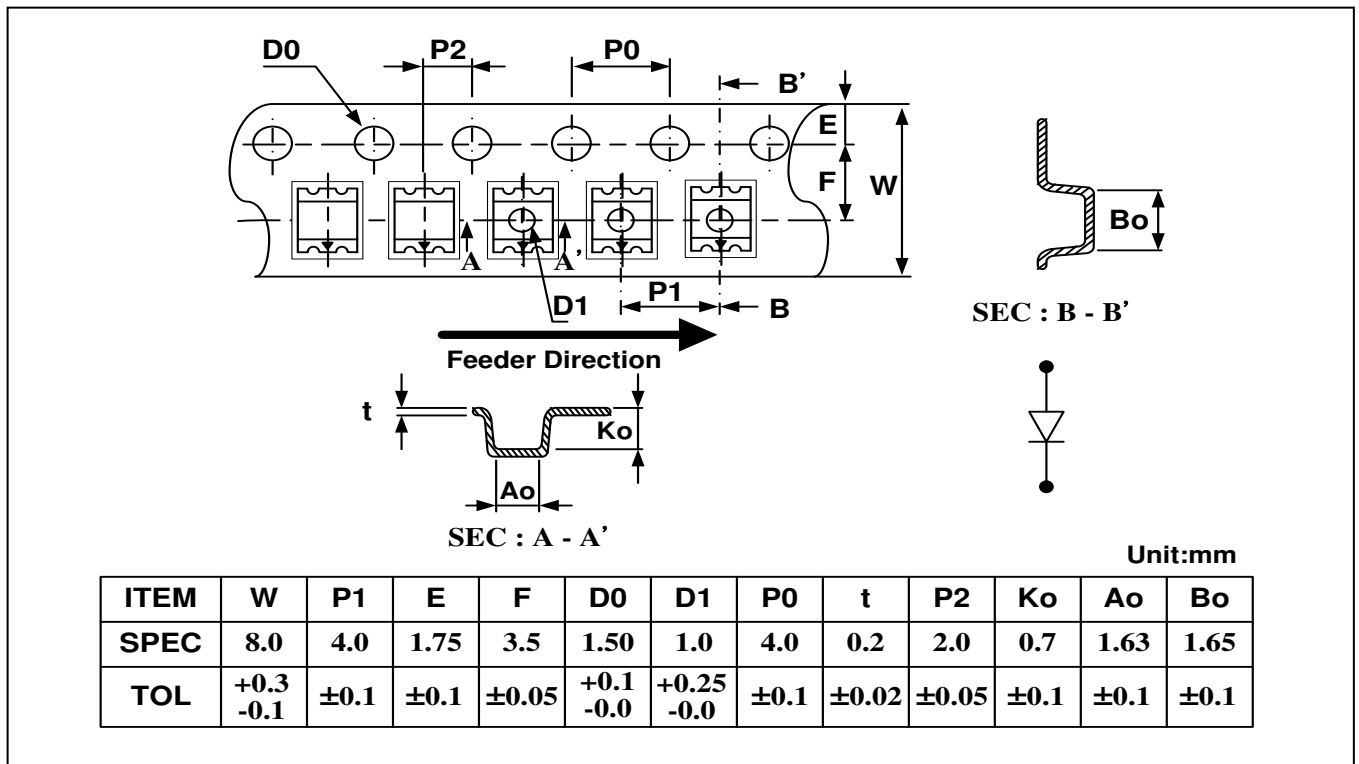 D0 P2 P0 B’
E
F W
A A’
Bo
P1
D1 B
SEC : B - B’
Feeder Direction
t
Ko
Ao
SEC : A - A’
Unit:mm
ITEM W P1 E F D0 D1 P0 t P2 Ko Ao Bo
SPEC 8.0 4.0 1.75 3.5 1.50 1.0 4.0 0.2 2.0 0.7 1.63 1.65
TOL +0.3 -0.1 ±0.1 ±0.1 ±0.05 +0.1 -0.0 +0.25 -0.0 ±0.1 ±0.02 ±0.05 ±0.1 ±0.1 ±0.1